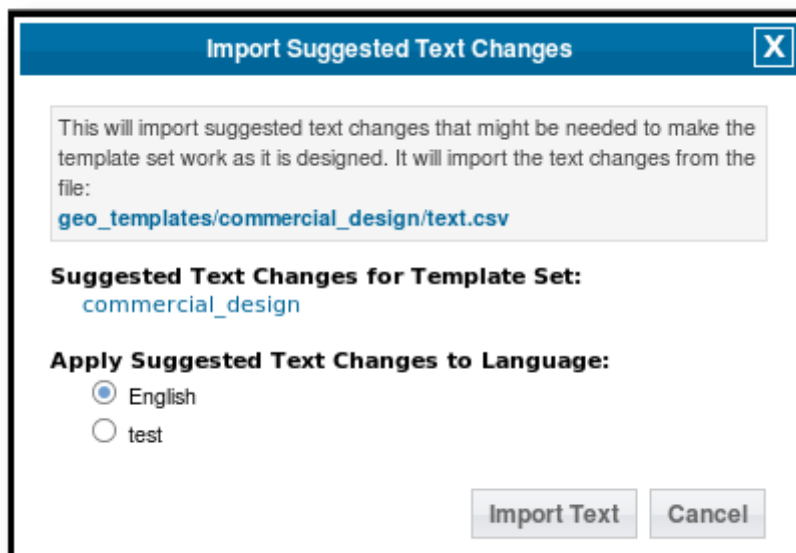 Import Suggested Text Changes
X
This will import suggested text changes that might be needed to make the
template set work as it is designed. It will import the text changes from the
file:
geo_templates/commercial_design/text.csv
Suggested Text Changes for Template Set:
commercial_design
Apply Suggested Text Changes to Language:
English
test
Import Text
Cancel